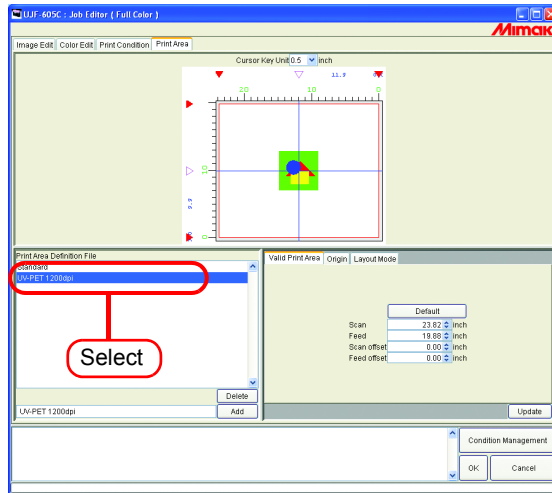 UJF-605C : Job Editor ( Full Color )
Mimaki
Image Edit Color Edit Print Condition Print Area
Cursor Key Unit 0.5 inch
11.9
20 10 0
10
9.9
0
Print Area Definition File
Standard
UV-PET 1200dpi
Select
Delete
UV-PET 1200dpi Add
Valid Print Area Origin Layout Mode
Default
Scan 23.82 inch
Feed 19.88 inch
Scan offset 0.00 inch
Feed offset 0.00 inch
Update
Condition Management
OK Cancel